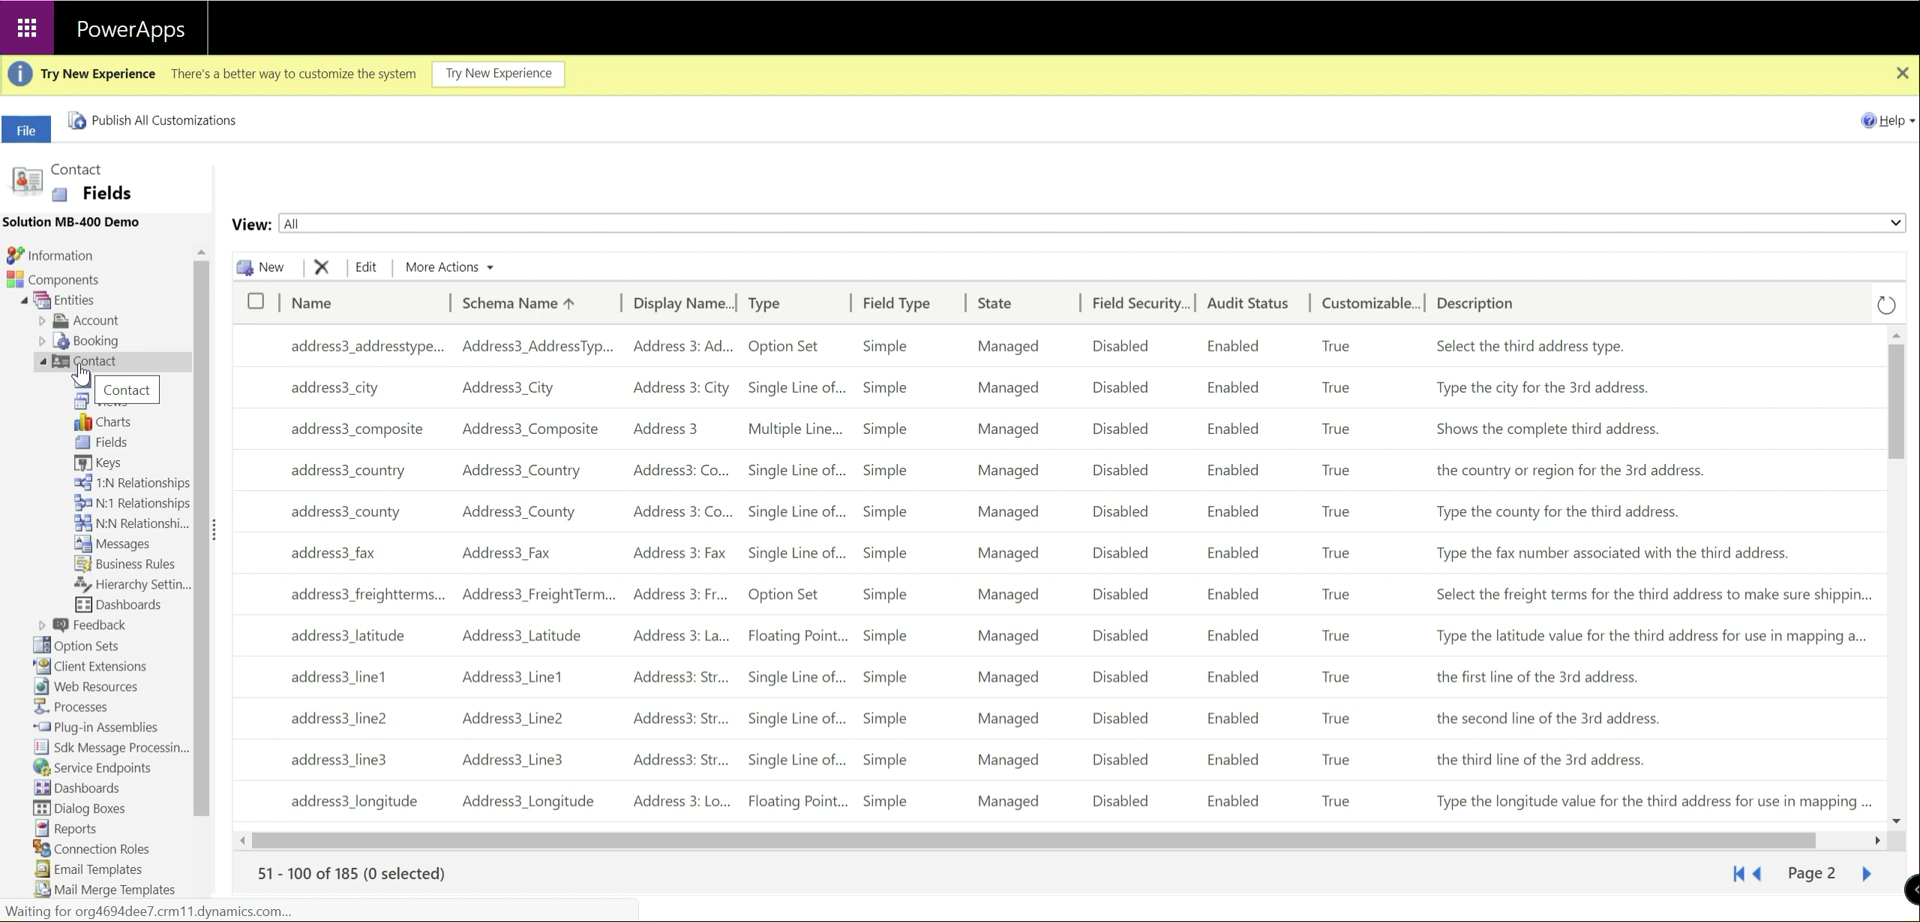 PowerApps
Try New Experience There's a better way to customize the system Try New Experience
File Publish All Customizations Help
Contact
Fields
Solution MB-400 Demo
View: All
Information
Components
Entities
Account
Booking
Contact
Contact
Charts
Fields
Keys
1:N Relationships
N:1 Relationships
N:N Relationshi...
Messages
Business Rules
Hierarchy Settin...
Dashboards
Feedback
Option Sets
Client Extensions
Web Resources
Processes
Plug-in Assemblies
Sdk Message Processin...
Service Endpoints
Dashboards
Dialog Boxes
Reports
Connection Roles
Email Templates
Mail Merge Templates
New Edit More Actions
Name Schema Name Display Name... Type Field Type State Field Security... Audit Status Customizable... Description
address3_addresstype... Address3_AddressTyp... Address 3: Ad... Option Set Simple Managed Disabled Enabled True Select the third address type.
address3_city Address3_City Address 3: City Single Line of... Simple Managed Disabled Enabled True Type the city for the 3rd address.
address3_composite Address3_Composite Address 3 Multiple Line... Simple Managed Disabled Enabled True Shows the complete third address.
address3_country Address3_Country Address3: Co... Single Line of... Simple Managed Disabled Enabled True the country or region for the 3rd address.
address3_county Address3_County Address 3: Co... Single Line of... Simple Managed Disabled Enabled True Type the county for the third address.
address3_fax Address3_Fax Address 3: Fax Single Line of... Simple Managed Disabled Enabled True Type the fax number associated with the third address.
address3_freightterms... Address3_FreightTerm... Address 3: Fr... Option Set Simple Managed Disabled Enabled True Select the freight terms for the third address to make sure shippin...
address3_latitude Address3_Latitude Address 3: La... Floating Point... Simple Managed Disabled Enabled True Type the latitude value for the third address for use in mapping a...
address3_line1 Address3_Line1 Address3: Str... Single Line of... Simple Managed Disabled Enabled True the first line of the 3rd address.
address3_line2 Address3_Line2 Address3: Str... Single Line of... Simple Managed Disabled Enabled True the second line of the 3rd address.
address3_line3 Address3_Line3 Address3: Str... Single Line of... Simple Managed Disabled Enabled True the third line of the 3rd address.
address3_longitude Address3_Longitude Address 3: Lo... Floating Point... Simple Managed Disabled Enabled True Type the longitude value for the third address for use in mapping ...
51 - 100 of 185 (0 selected) Page 2
Waiting for org4694dee7.crm11.dynamics.com...